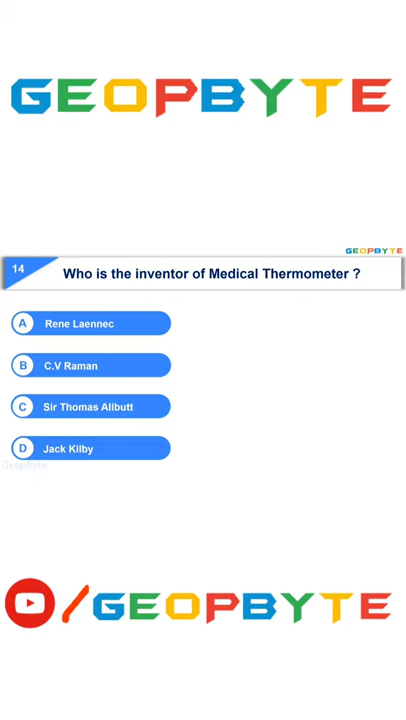 GEOPBYTE
GEOPBYTE
14
Who is the inventor of Medical Thermometer ?
A Rene Laennec
B C.V Raman
C Sir Thomas Allbutt
D Jack Kilby
GeopByte
/GEOPBYTE